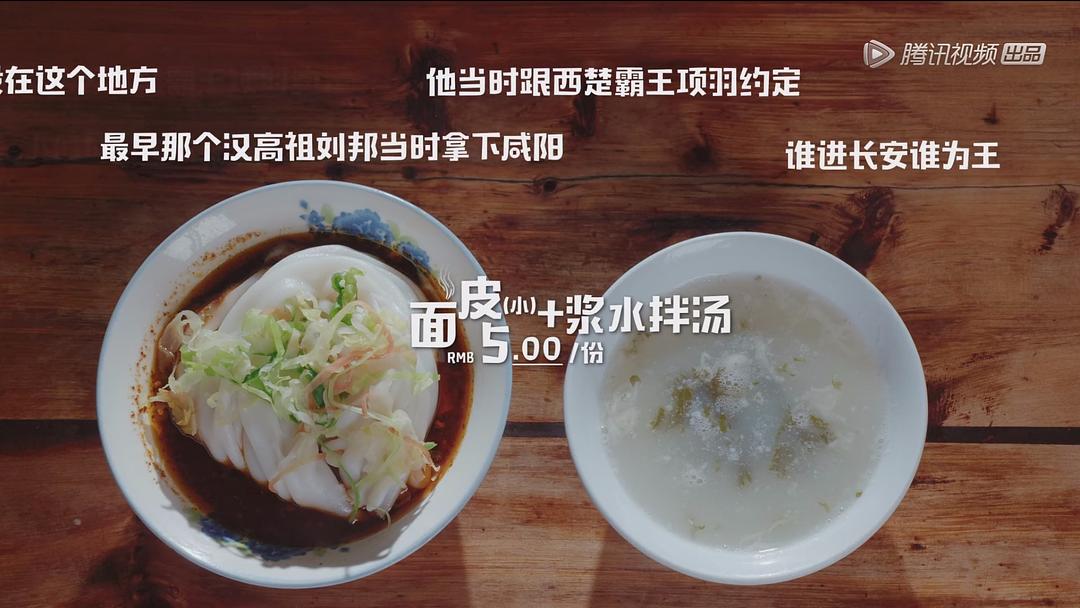 腾讯视频 出品
在这个地方
他当时跟西楚霸王项羽约定
最早那个汉高祖刘邦当时拿下咸阳
谁进长安谁为王
面皮(小)+浆水拌汤
RMB 5.00/份